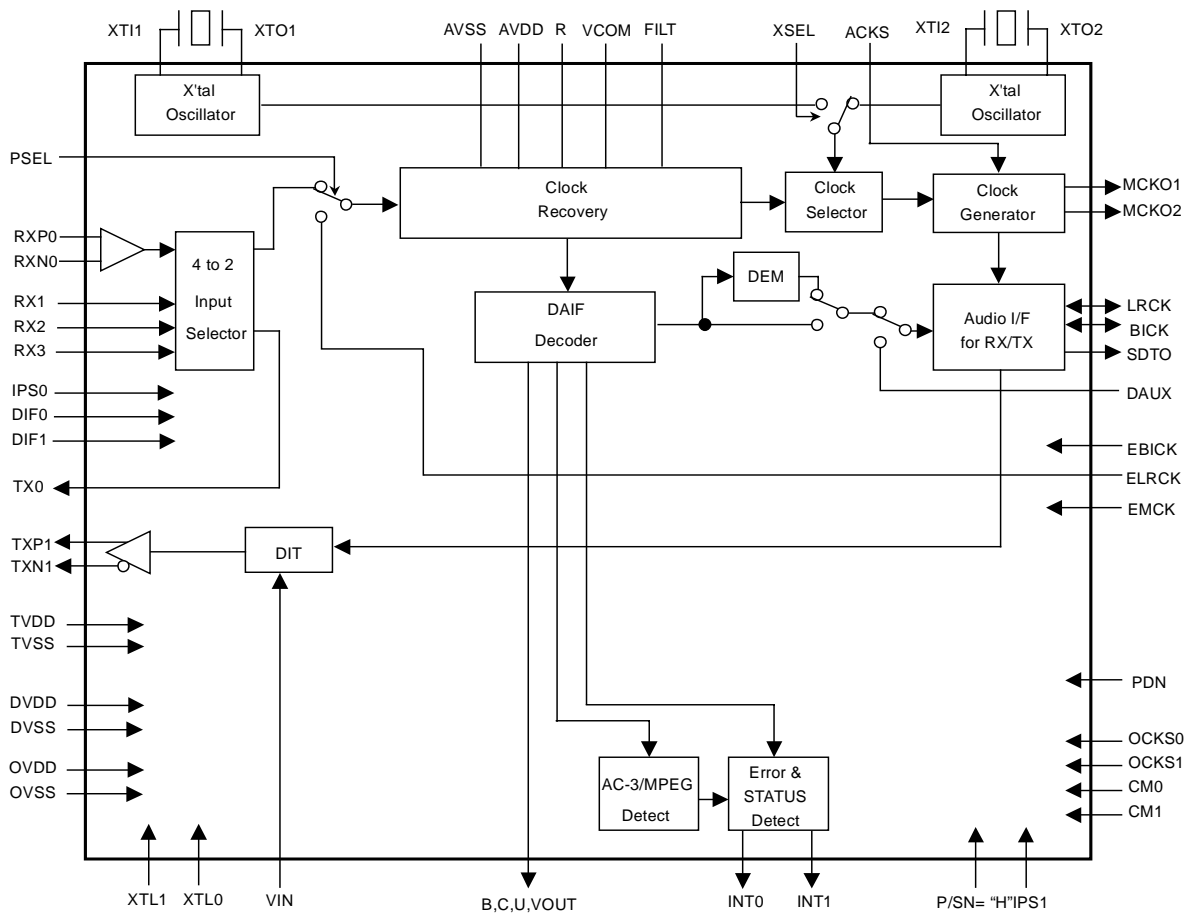 XTI1
XTO1
AVSS
AVDD
R
VCOM
FILT
XSEL
ACKS
XTI2
XTO2
X'tal
Oscillator
X'tal
Oscillator
PSEL
Clock
Recovery
Clock
Selector
Clock
Generator
MCKO1
MCKO2
RXP0
RXN0
4 to 2
Input
Selector
RX1
RX2
RX3
DEM
DAIF
Decoder
Audio I/F
for RX/TX
LRCK
BICK
SDTO
DAUX
IPS0
DIF0
DIF1
EBICK
ELRCK
EMCK
TX0
TXP1
TXN1
DIT
TVDD
TVSS
DVDD
DVSS
OVDD
OVSS
PDN
OCKS0
OCKS1
CM0
CM1
AC-3/MPEG
Detect
Error &
STATUS
Detect
XTL1
XTL0
VIN
B,C,U,VOUT
INT0
INT1
P/SN= “H”
IPS1